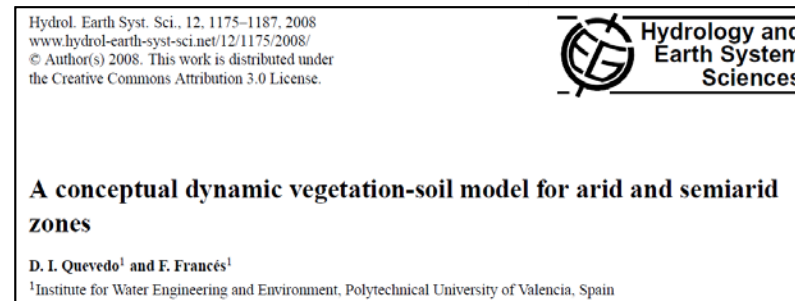 Hydrol. Earth Syst. Sci., 12, 1175–1187, 2008
www.hydrol-earth-syst-sci.net/12/1175/2008/
© Author(s) 2008. This work is distributed under
the Creative Commons Attribution 3.0 License.
EGU
Hydrology and
Earth System
Sciences
A conceptual dynamic vegetation-soil model for arid and semiarid
zones
D. I. Quevedo¹ and F. Francés¹
¹Institute for Water Engineering and Environment, Polytechnical University of Valencia, Spain